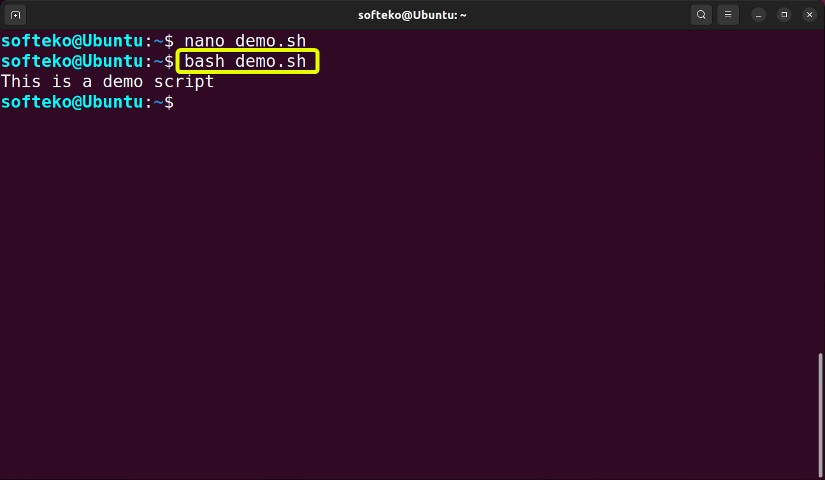 softeko@Ubuntu: ~
softeko@Ubuntu:~$ nano demo.sh
softeko@Ubuntu:~$ bash demo.sh
This is a demo script
softeko@Ubuntu:~$